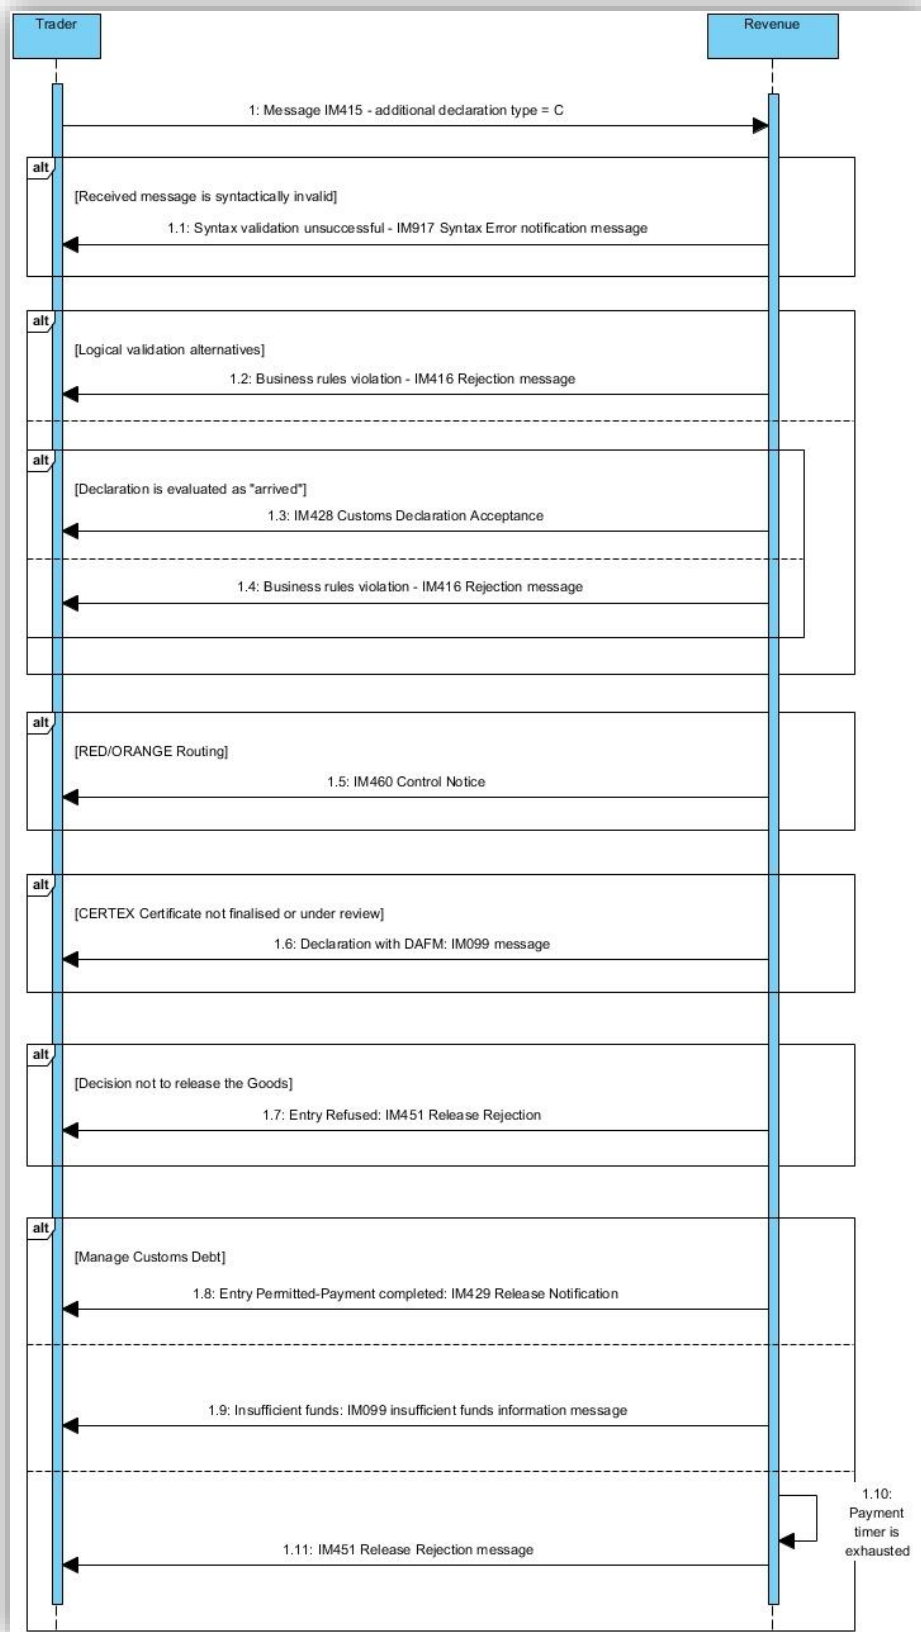 Trader
Revenue
1: Message IM415 - additional declaration type = C
alt
[Received message is syntactically invalid]
1.1: Syntax validation unsuccessful - IM917 Syntax Error notification message
alt
[Logical validation alternatives]
1.2: Business rules violation - IM416 Rejection message
alt
[Declaration is evaluated as "arrived"]
1.3: IM428 Customs Declaration Acceptance
1.4: Business rules violation - IM416 Rejection message
alt
[RED/ORANGE Routing]
1.5: IM460 Control Notice
alt
[CERTEX Certificate not finalised or under review]
1.6: Declaration with DAFM: IM099 message
alt
[Decision not to release the Goods]
1.7: Entry Refused: IM451 Release Rejection
alt
[Manage Customs Debt]
1.8: Entry Permitted-Payment completed: IM429 Release Notification
1.9: Insufficient funds: IM099 insufficient funds information message
1.10:
Payment
timer is
exhausted
1.11: IM451 Release Rejection message